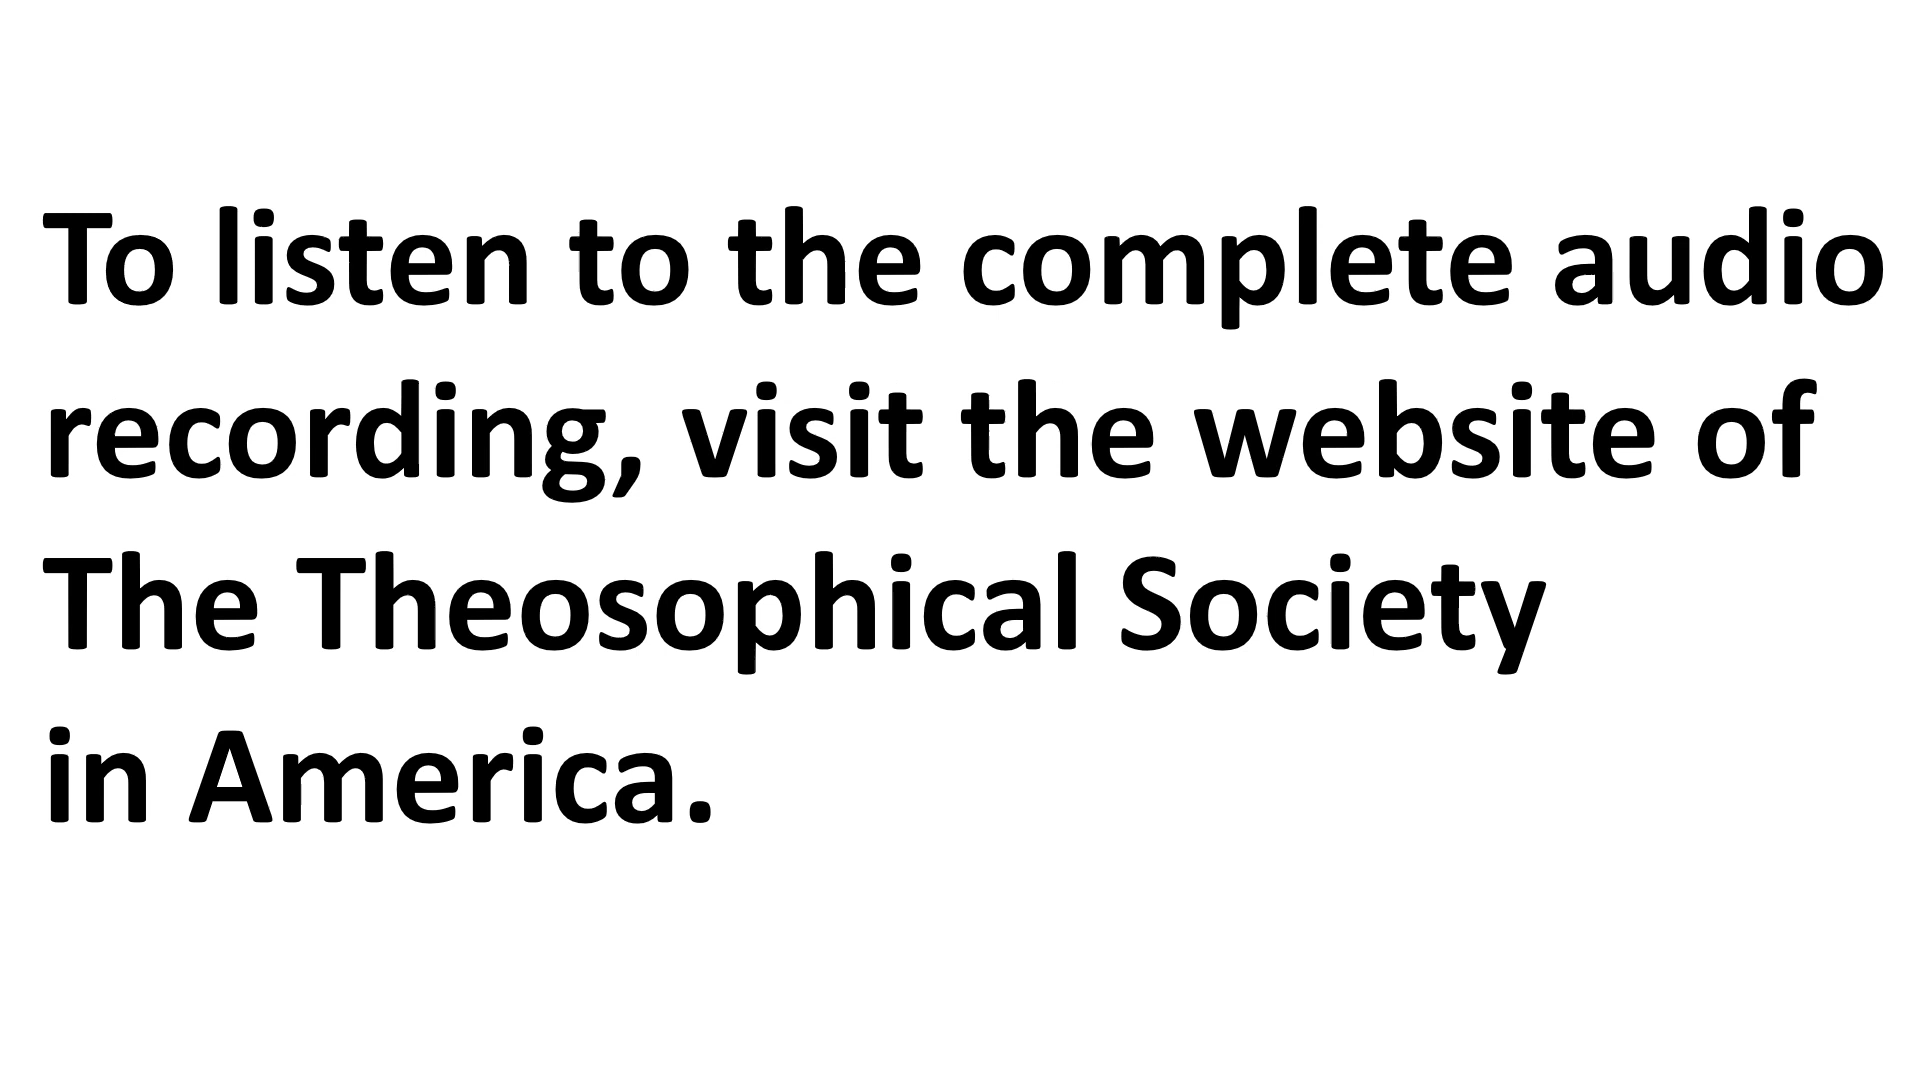 To listen to the complete audio
recording, visit the website of
The Theosophical Society
in America.